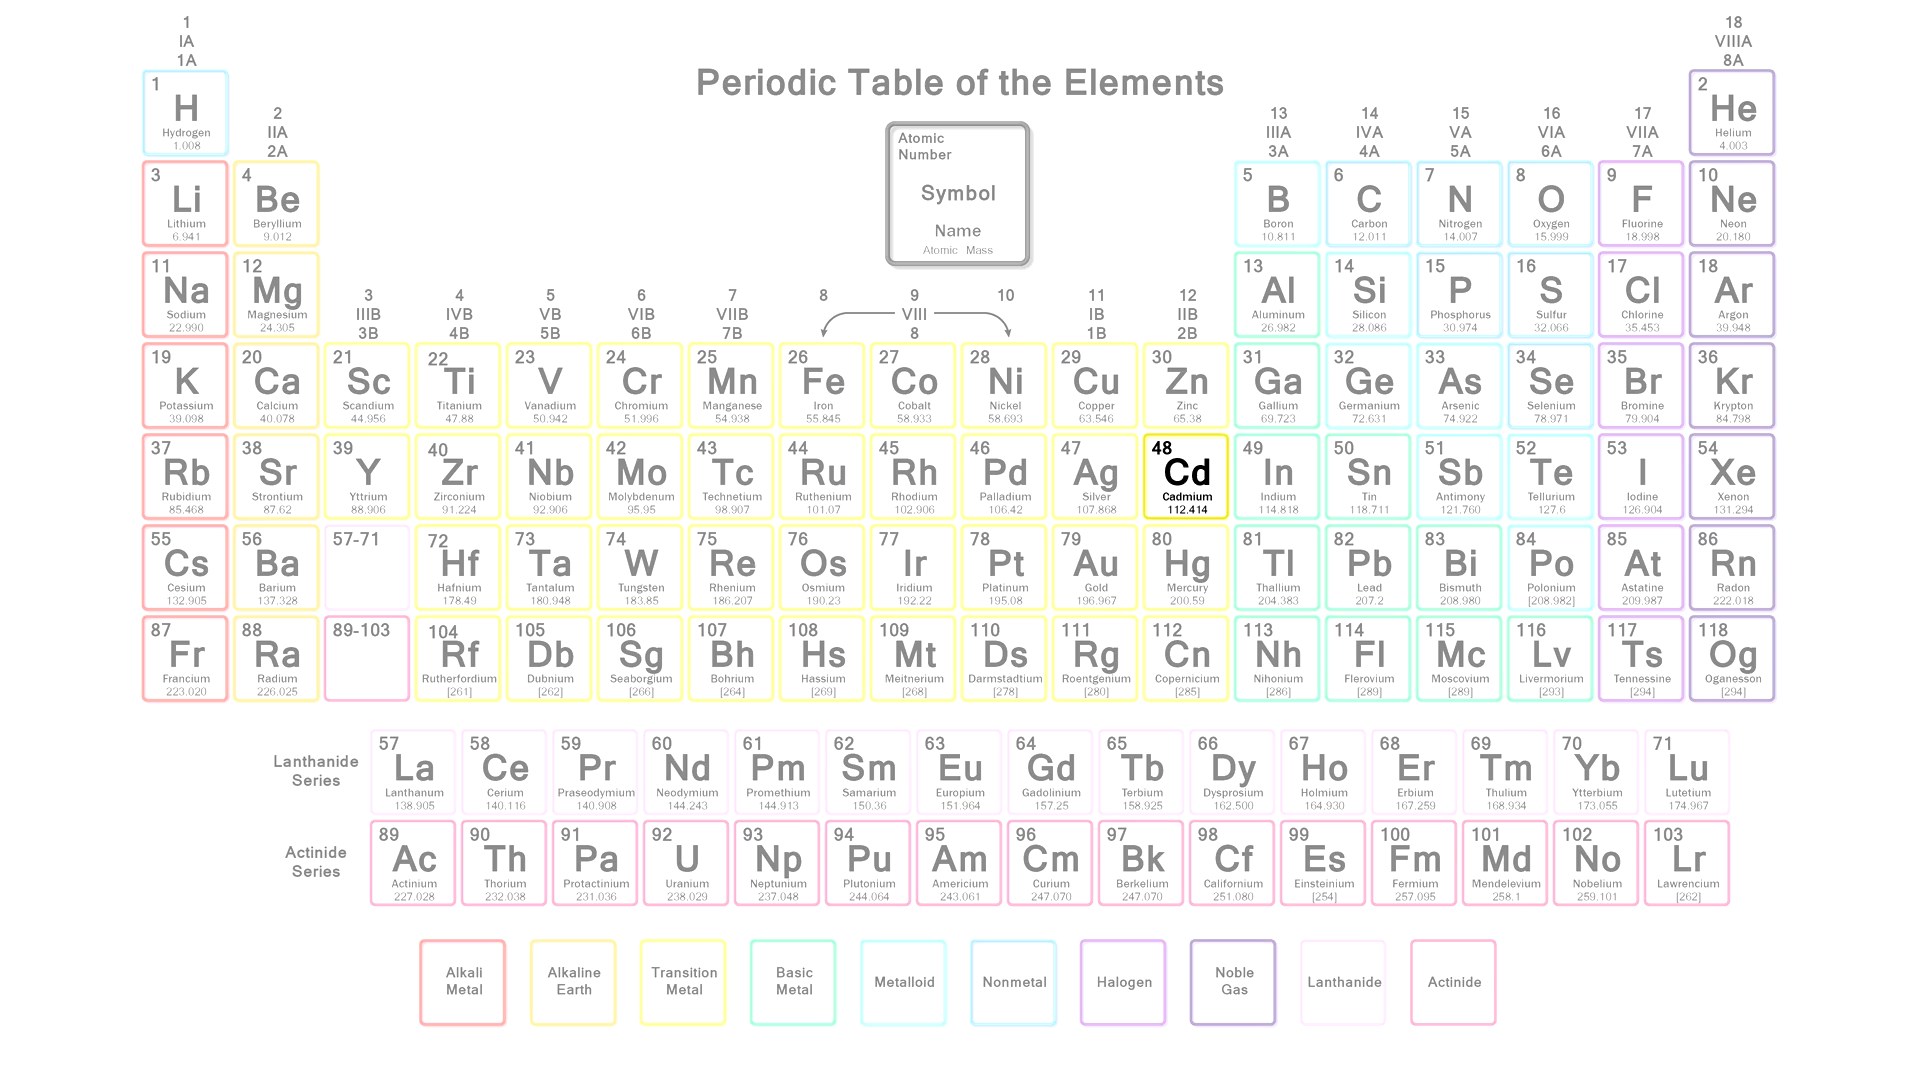 1
IA
1A
18
VIIIA
8A
Periodic Table of the Elements
1
H
Hydrogen
1.008
2
IIA
2A
13
IIIA
3A
14
IVA
4A
15
VA
5A
16
VIA
6A
17
VIIA
7A
2
He
Helium
4.003
Atomic
Number
Symbol
Name
Atomic Mass
3
Li
Lithium
6.941
4
Be
Beryllium
9.012
5
B
Boron
10.811
6
C
Carbon
12.011
7
N
Nitrogen
14.007
8
O
Oxygen
15.999
9
F
Fluorine
18.998
10
Ne
Neon
20.180
11
Na
Sodium
22.990
12
Mg
Magnesium
24.305
3
IIIB
3B
4
IVB
4B
5
VB
5B
6
VIB
6B
7
VIIB
7B
8
9
10
VIII
8
11
IB
1B
12
IIB
2B
13
Al
Aluminum
26.982
14
Si
Silicon
28.086
15
P
Phosphorus
30.974
16
S
Sulfur
32.066
17
Cl
Chlorine
35.453
18
Ar
Argon
39.948
19
K
Potassium
39.098
20
Ca
Calcium
40.078
21
Sc
Scandium
44.956
22
Ti
Titanium
47.88
23
V
Vanadium
50.942
24
Cr
Chromium
51.996
25
Mn
Manganese
54.938
26
Fe
Iron
55.845
27
Co
Cobalt
58.933
28
Ni
Nickel
58.693
29
Cu
Copper
63.546
30
Zn
Zinc
65.38
31
Ga
Gallium
69.723
32
Ge
Germanium
72.631
33
As
Arsenic
74.922
34
Se
Selenium
78.971
35
Br
Bromine
79.904
36
Kr
Krypton
84.798
37
Rb
Rubidium
85.468
38
Sr
Strontium
87.62
39
Y
Yttrium
88.906
40
Zr
Zirconium
91.224
41
Nb
Niobium
92.906
42
Mo
Molybdenum
95.95
43
Tc
Technetium
98.907
44
Ru
Ruthenium
101.07
45
Rh
Rhodium
102.906
46
Pd
Palladium
106.42
47
Ag
Silver
107.868
48
Cd
Cadmium
112.414
49
In
Indium
114.818
50
Sn
Tin
118.711
51
Sb
Antimony
121.760
52
Te
Tellurium
127.6
53
I
Iodine
126.904
54
Xe
Xenon
131.294
55
Cs
Cesium
132.905
56
Ba
Barium
137.328
57-71
72
Hf
Hafnium
178.49
73
Ta
Tantalum
180.948
74
W
Tungsten
183.85
75
Re
Rhenium
186.207
76
Os
Osmium
190.23
77
Ir
Iridium
192.22
78
Pt
Platinum
195.08
79
Au
Gold
196.967
80
Hg
Mercury
200.59
81
Tl
Thallium
204.383
82
Pb
Lead
207.2
83
Bi
Bismuth
208.980
84
Po
Polonium
[208.982]
85
At
Astatine
209.987
86
Rn
Radon
222.018
87
Fr
Francium
223.020
88
Ra
Radium
226.025
89-103
104
Rf
Rutherfordium
[261]
105
Db
Dubnium
[262]
106
Sg
Seaborgium
[266]
107
Bh
Bohrium
[264]
108
Hs
Hassium
[269]
109
Mt
Meitnerium
[268]
110
Ds
Darmstadtium
[278]
111
Rg
Roentgenium
[280]
112
Cn
Copernicium
[285]
113
Nh
Nihonium
[286]
114
Fl
Flerovium
[289]
115
Mc
Moscovium
[289]
116
Lv
Livermorium
[293]
117
Ts
Tennessine
[294]
118
Og
Oganesson
[294]
Lanthanide
Series
57
La
Lanthanum
138.905
58
Ce
Cerium
140.116
59
Pr
Praseodymium
140.908
60
Nd
Neodymium
144.243
61
Pm
Promethium
144.913
62
Sm
Samarium
150.36
63
Eu
Europium
151.964
64
Gd
Gadolinium
157.25
65
Tb
Terbium
158.925
66
Dy
Dysprosium
162.500
67
Ho
Holmium
164.930
68
Er
Erbium
167.259
69
Tm
Thulium
168.934
70
Yb
Ytterbium
173.055
71
Lu
Lutetium
174.967
Actinide
Series
89
Ac
Actinium
227.028
90
Th
Thorium
232.038
91
Pa
Protactinium
231.036
92
U
Uranium
238.029
93
Np
Neptunium
237.048
94
Pu
Plutonium
244.064
95
Am
Americium
243.061
96
Cm
Curium
247.070
97
Bk
Berkelium
247.070
98
Cf
Californium
251.080
99
Es
Einsteinium
[254]
100
Fm
Fermium
257.095
101
Md
Mendelevium
258.1
102
No
Nobelium
259.101
103
Lr
Lawrencium
[262]
Alkali
Metal
Alkaline
Earth
Transition
Metal
Basic
Metal
Metalloid
Nonmetal
Halogen
Noble
Gas
Lanthanide
Actinide